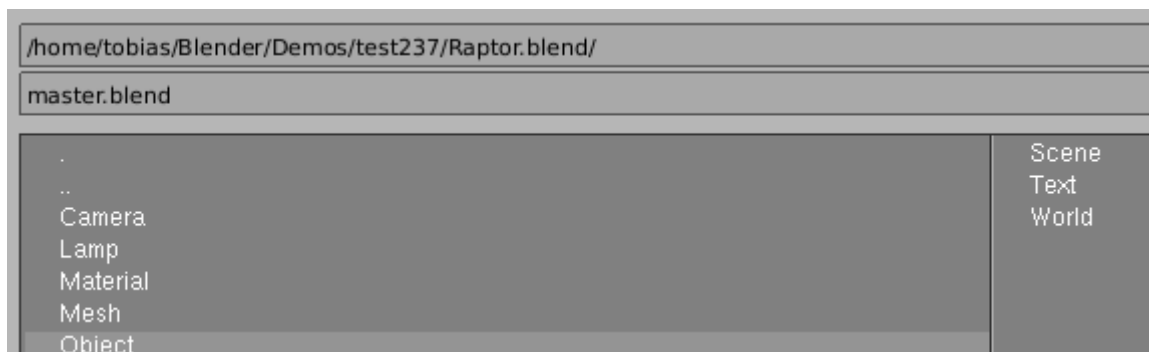 /home/tobias/Blender/Demos/test237/Raptor.blend/
master.blend
.
..
Camera
Lamp
Material
Mesh
Object
Scene
Text
World